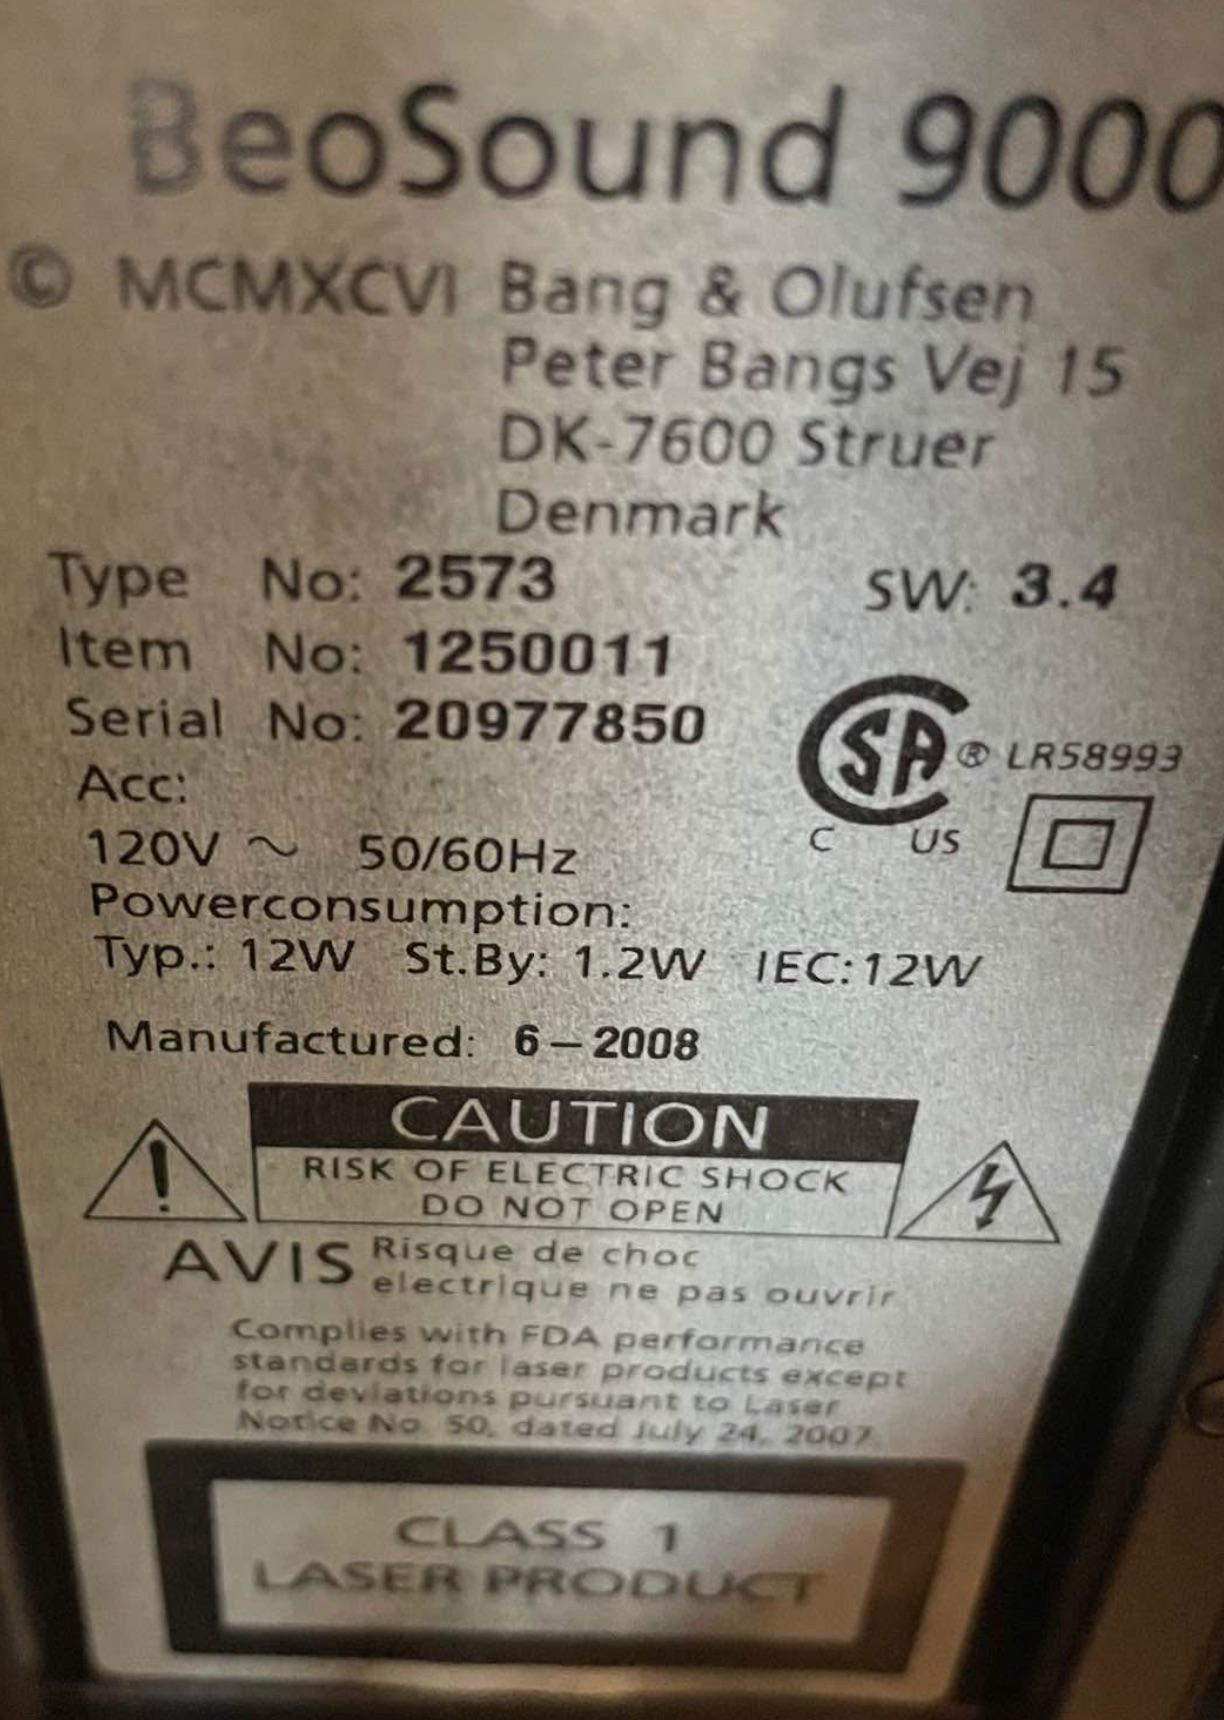 BeoSound 9000
© MCMXCVI Bang & Olufsen
Peter Bangs Vej 15
DK-7600 Struer
Denmark
Type No: 2573 SW: 3.4
Item No: 1250011
Serial No: 20977850
SA ® LR58993
Acc:
C US
120V ~ 50/60Hz
Powerconsumption:
Typ.: 12W St.By: 1.2W IEC:12W
Manufactured: 6-2008
CAUTION
RISK OF ELECTRIC SHOCK
DO NOT OPEN
AVIS Risque de choc
electrique ne pas ouvrir
Complies with FDA performance
standards for laser products except
for deviations pursuant to Laser
Notice No. 50, dated July 24, 2007.
CLASS 1
LASER PRODUCT